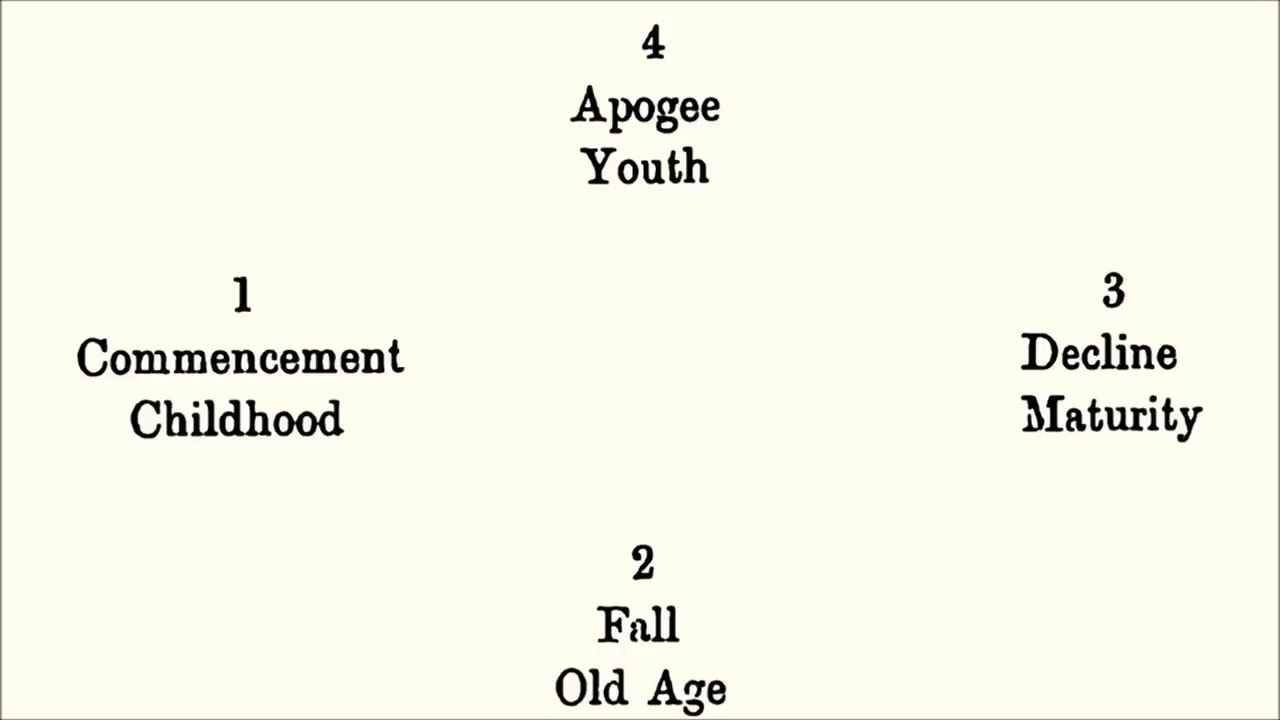 4
Apogee
Youth
1
Commencement
Childhood
3
Decline
Maturity
2
Fall
Old Age